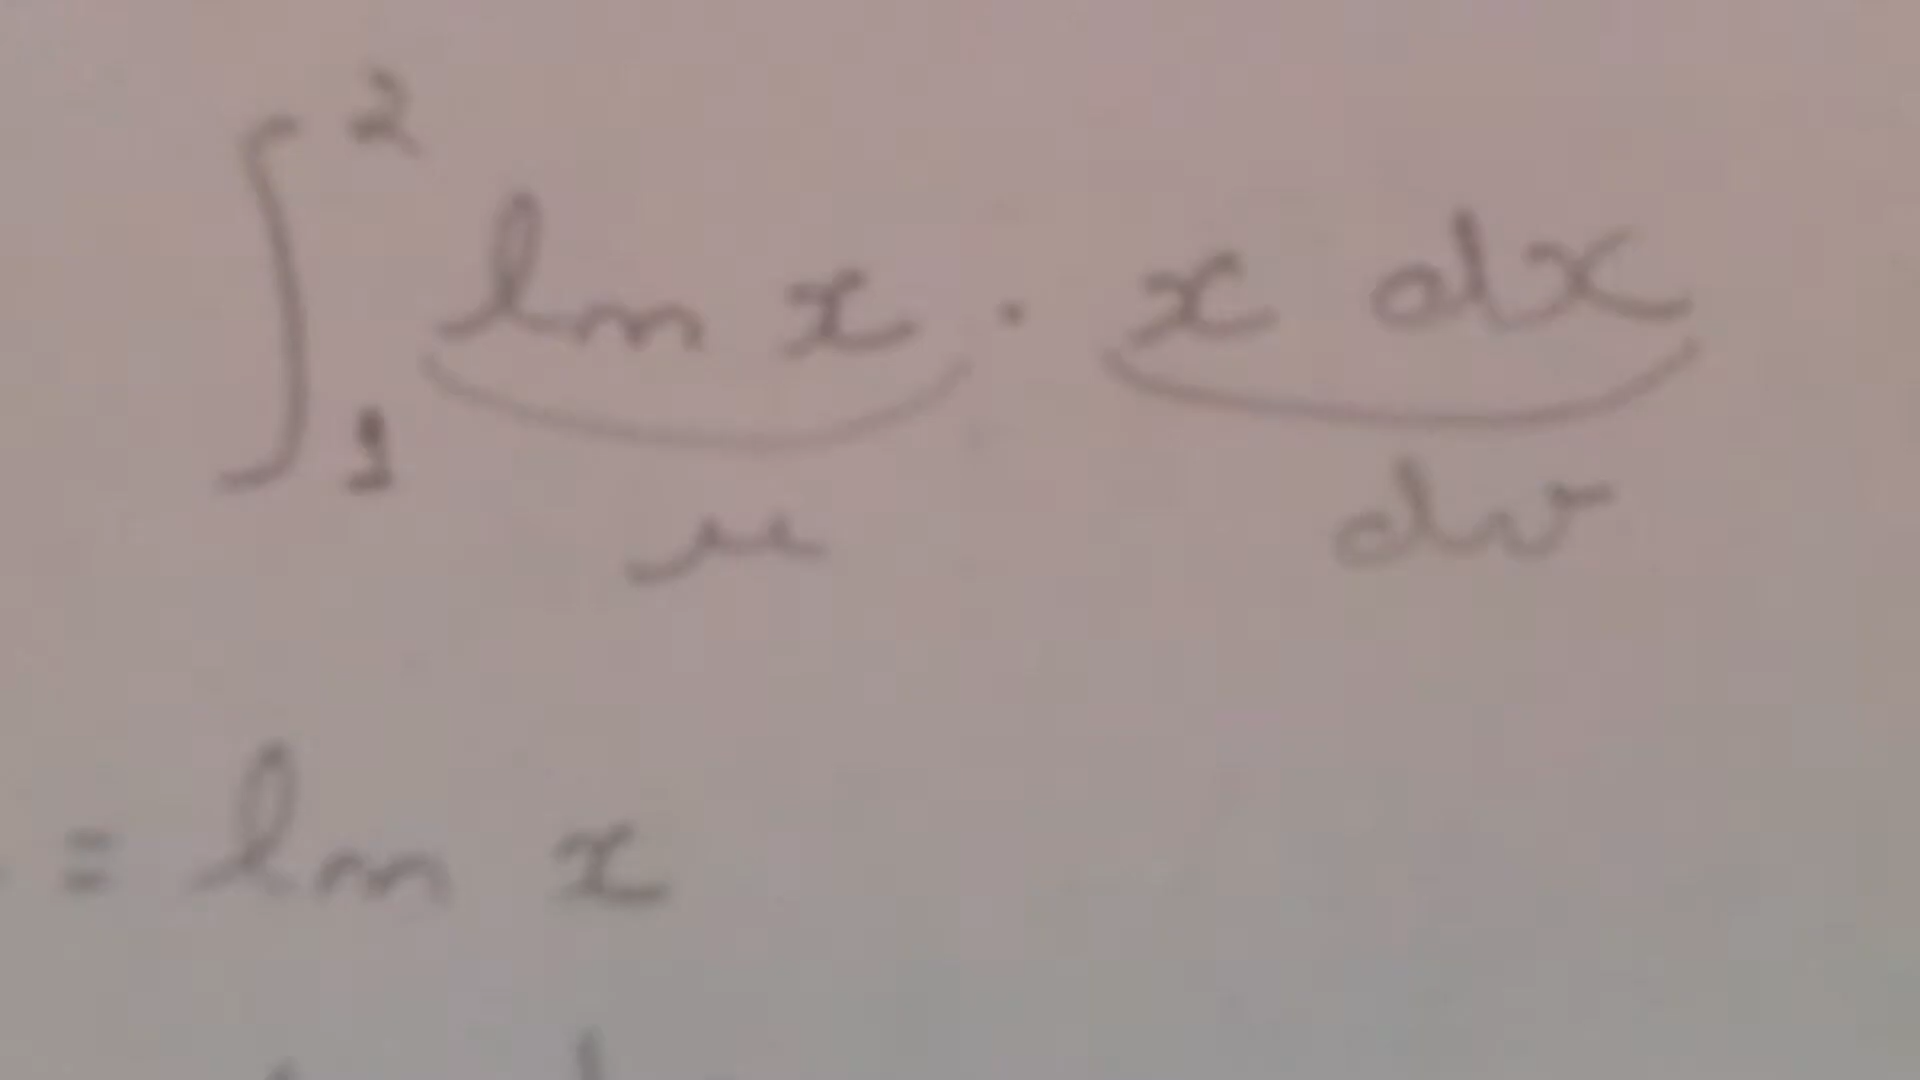 ∫₁² ln x · x dx
u dv
= ln x